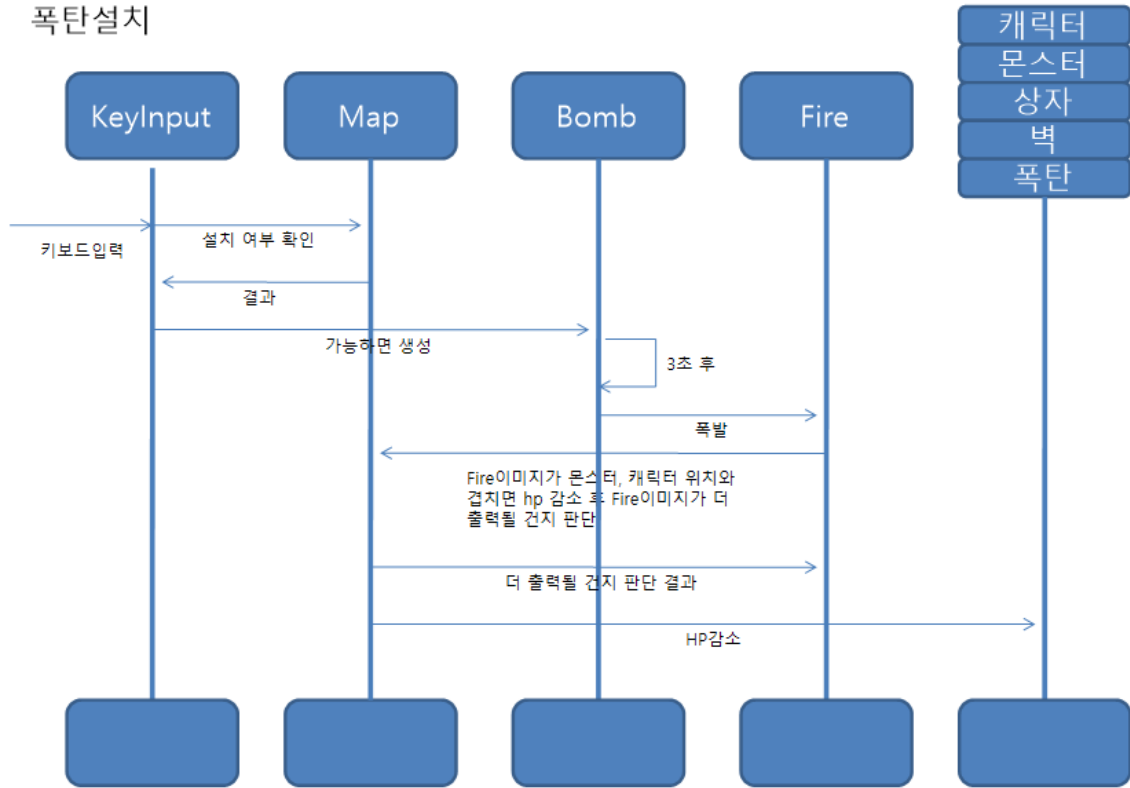 폭탄설치
캐릭터
몬스터
상자
벽
폭탄
KeyInput
Map
Bomb
Fire
키보드입력
설치 여부 확인
결과
가능하면 생성
3초 후
폭발
Fire이미지가 몬스터, 캐릭터 위치와
겹치면 hp 감소 후 Fire이미지가 더
출력될 건지 판단
더 출력될 건지 판단 결과
HP감소